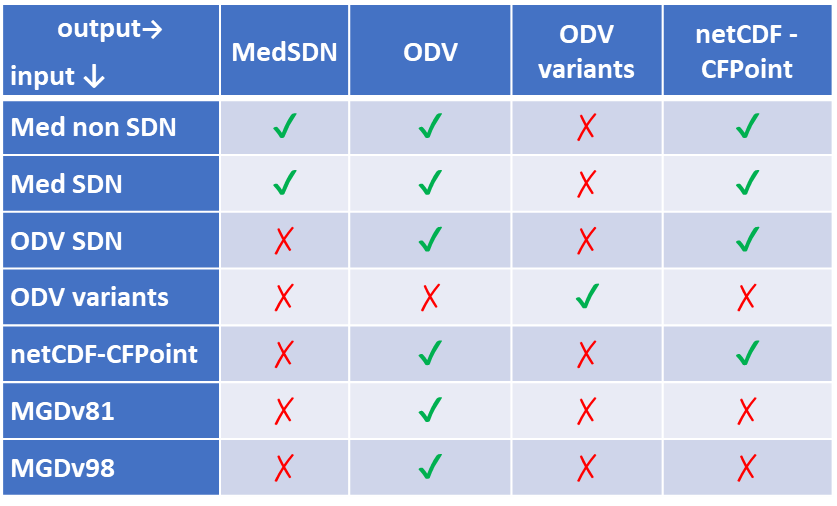 output→
input ↓
MedSDN
ODV
ODV
variants
netCDF -
CFPoint
Med non SDN ✓ ✓ ✗ ✓
Med SDN ✓ ✓ ✗ ✓
ODV SDN ✗ ✓ ✗ ✓
ODV variants ✗ ✗ ✓ ✗
netCDF-CFPoint ✗ ✓ ✗ ✓
MGDv81 ✗ ✓ ✗ ✗
MGDv98 ✗ ✓ ✗ ✗